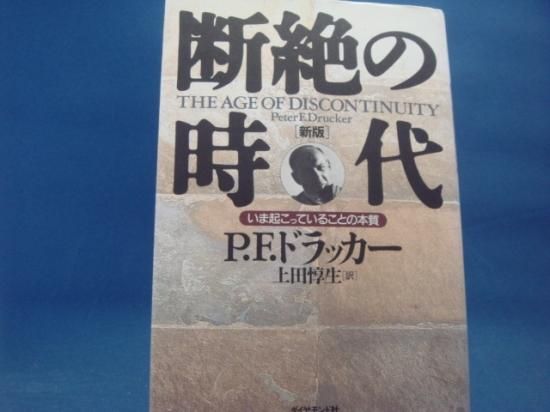 断絶の
THE AGE OF DISCONTINUITY
Peter F. Drucker
[新版]
時代
いま起こっていることの本質
P.F.ドラッカー
上田惇生[訳]